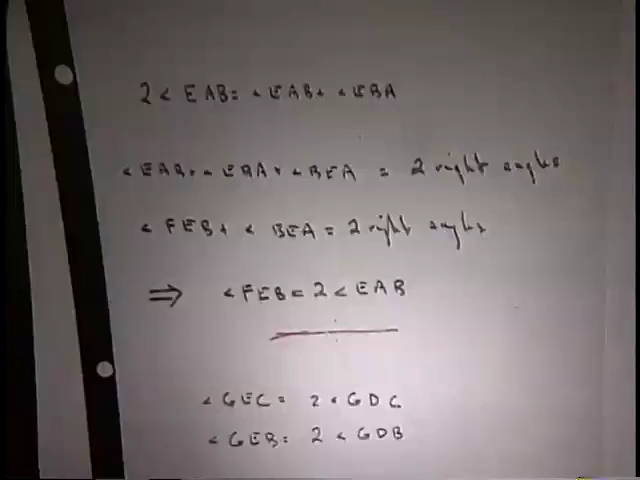 2 < EAB = < EAB + < EBA
< EAB + < EBA + < BEA = 2 right angles
< FEB + < BEA = 2 right angles
⇒ < FEB = 2 < EAB
< GEC = 2 < GDC
< GEB = 2 < GDB